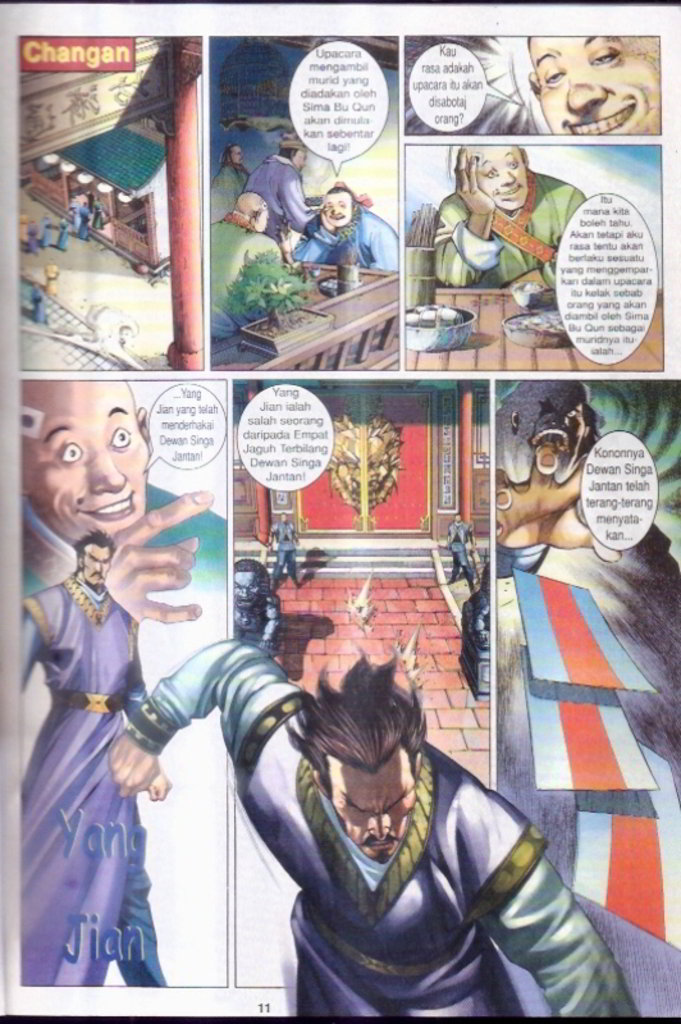 Changan
Upacara
mengambil
murid yang
diadakan oleh
Sima Bu Qun
akan dimula-
kan sebentar
lagi!
Kau
rasa adakah
upacara itu akan
disabotaj
orang?
Itu
mana kita
boleh tahu.
Akan tetapi aku
rasa tentu akan
berlaku sesuatu
yang menggempar-
kan dalam upacara
itu kelak sebab
orang yang akan
diambil oleh Sima
Bu Qun sebagai
muridnya
ialah...
...Yang
Jian yang telah
menderhakai
Dewan Singa
Jantan!
Yang
Jian ialah
salah seorang
daripada Empat
Jaguh Terbilang
Dewan Singa
Jantan!
Kononnya
Dewan Singa
Jantan telah
terang-terang
menyata-
kan...
Yang
Jian
11